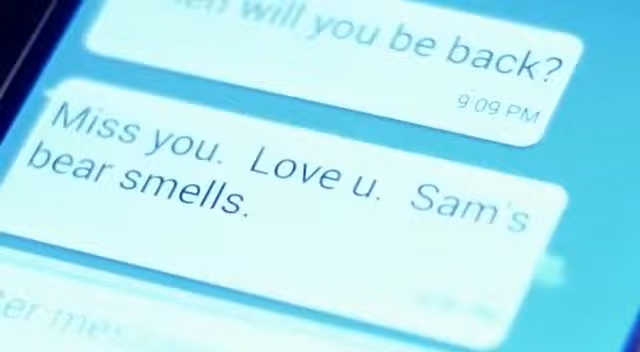 will you be back?
9:09 PM
Miss you. Love u. Sam's
bear smells.